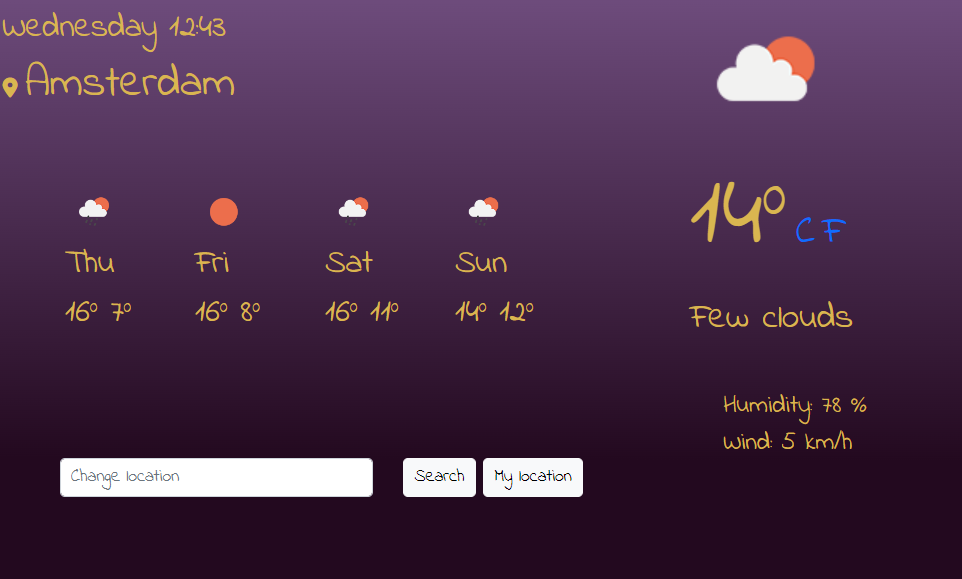 Wednesday 12:43
Amsterdam
Thu Fri Sat Sun
16° 7° 16° 8° 16° 11° 14° 12°
14° C F
Few clouds
Humidity: 78 %
Wind: 5 km/h
Change location Search My location